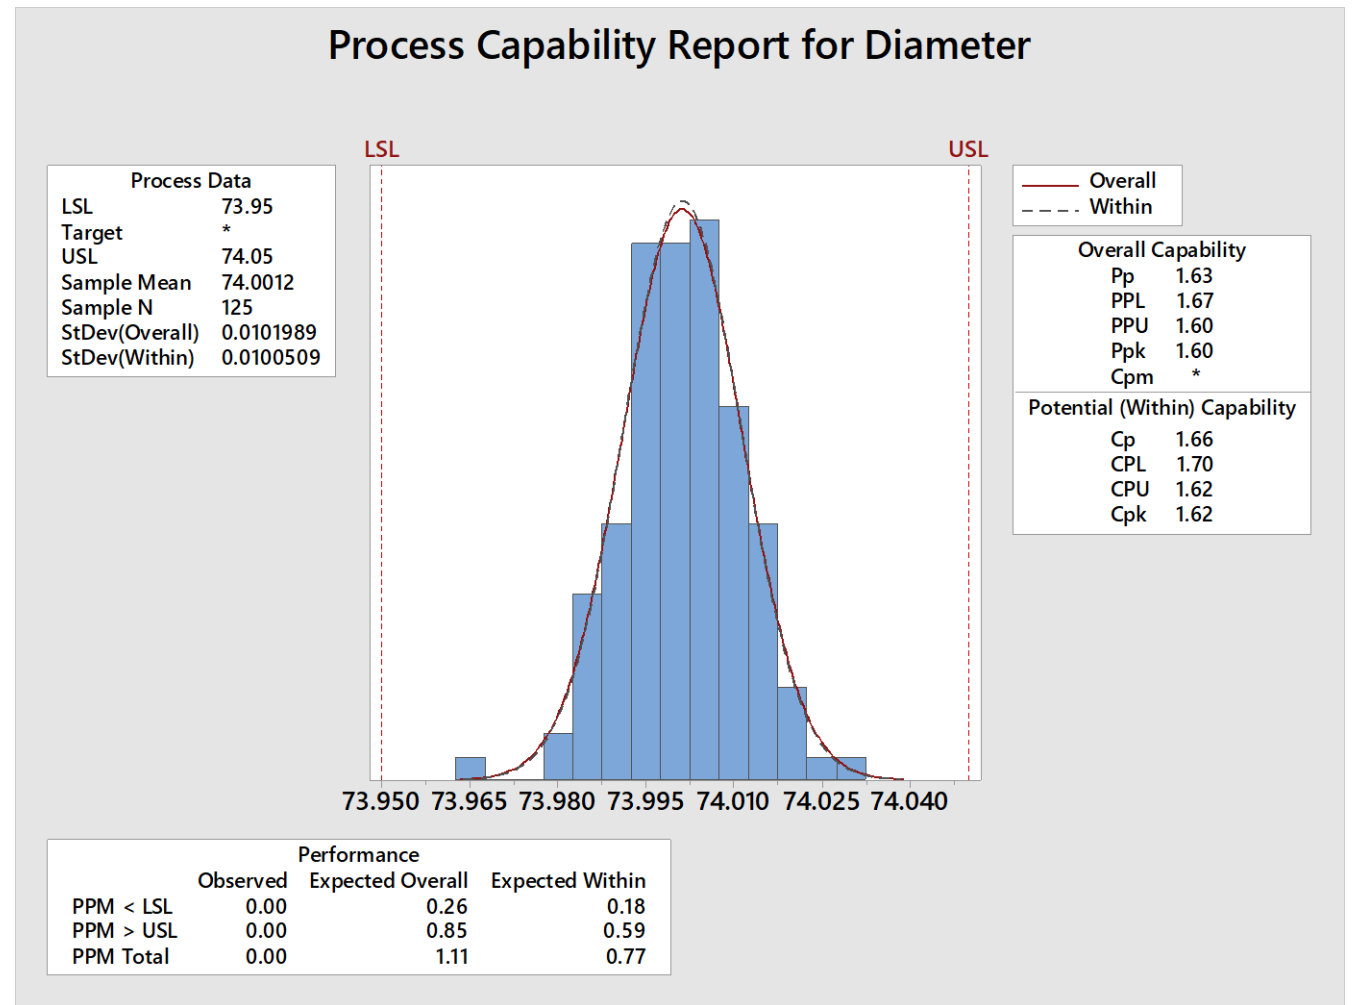 Process Capability Report for Diameter
LSL USL
Process Data
LSL 73.95
Target *
USL 74.05
Sample Mean 74.0012
Sample N 125
StDev(Overall) 0.0101989
StDev(Within) 0.0100509
Overall
Within
Overall Capability
Pp 1.63
PPL 1.67
PPU 1.60
Ppk 1.60
Cpm *
Potential (Within) Capability
Cp 1.66
CPL 1.70
CPU 1.62
Cpk 1.62
73.950 73.965 73.980 73.995 74.010 74.025 74.040
Performance
Observed Expected Overall Expected Within
PPM < LSL 0.00 0.26 0.18
PPM > USL 0.00 0.85 0.59
PPM Total 0.00 1.11 0.77